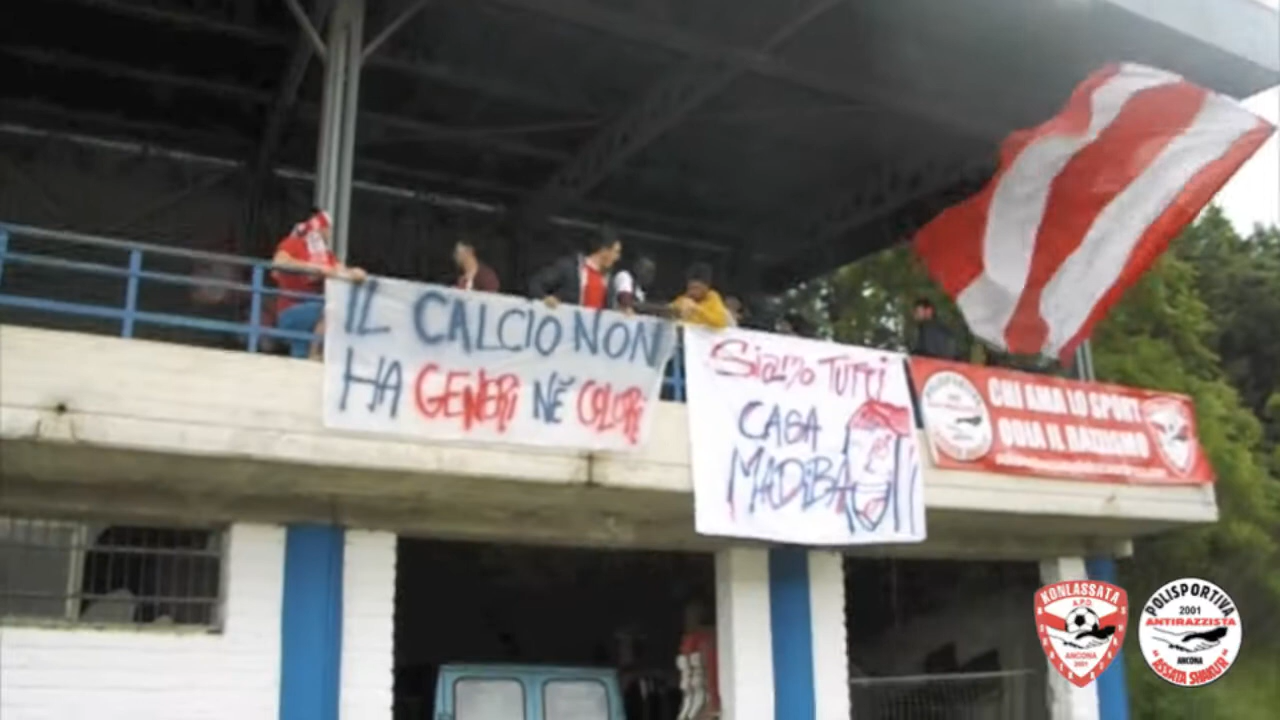 IL CALCIO NON
HA GENERI NĚ COLORI
SiAMO TUTTI
CASA
MADIBA
CHI AMA LO SPORT
ODIA IL RAZZISMO
KONLASSATA
A.P.D.
ANCONA
2001
POLISPORTIVA
2001
ANTIRAZZISTA
ANCONA
ASSATA SHAKUR